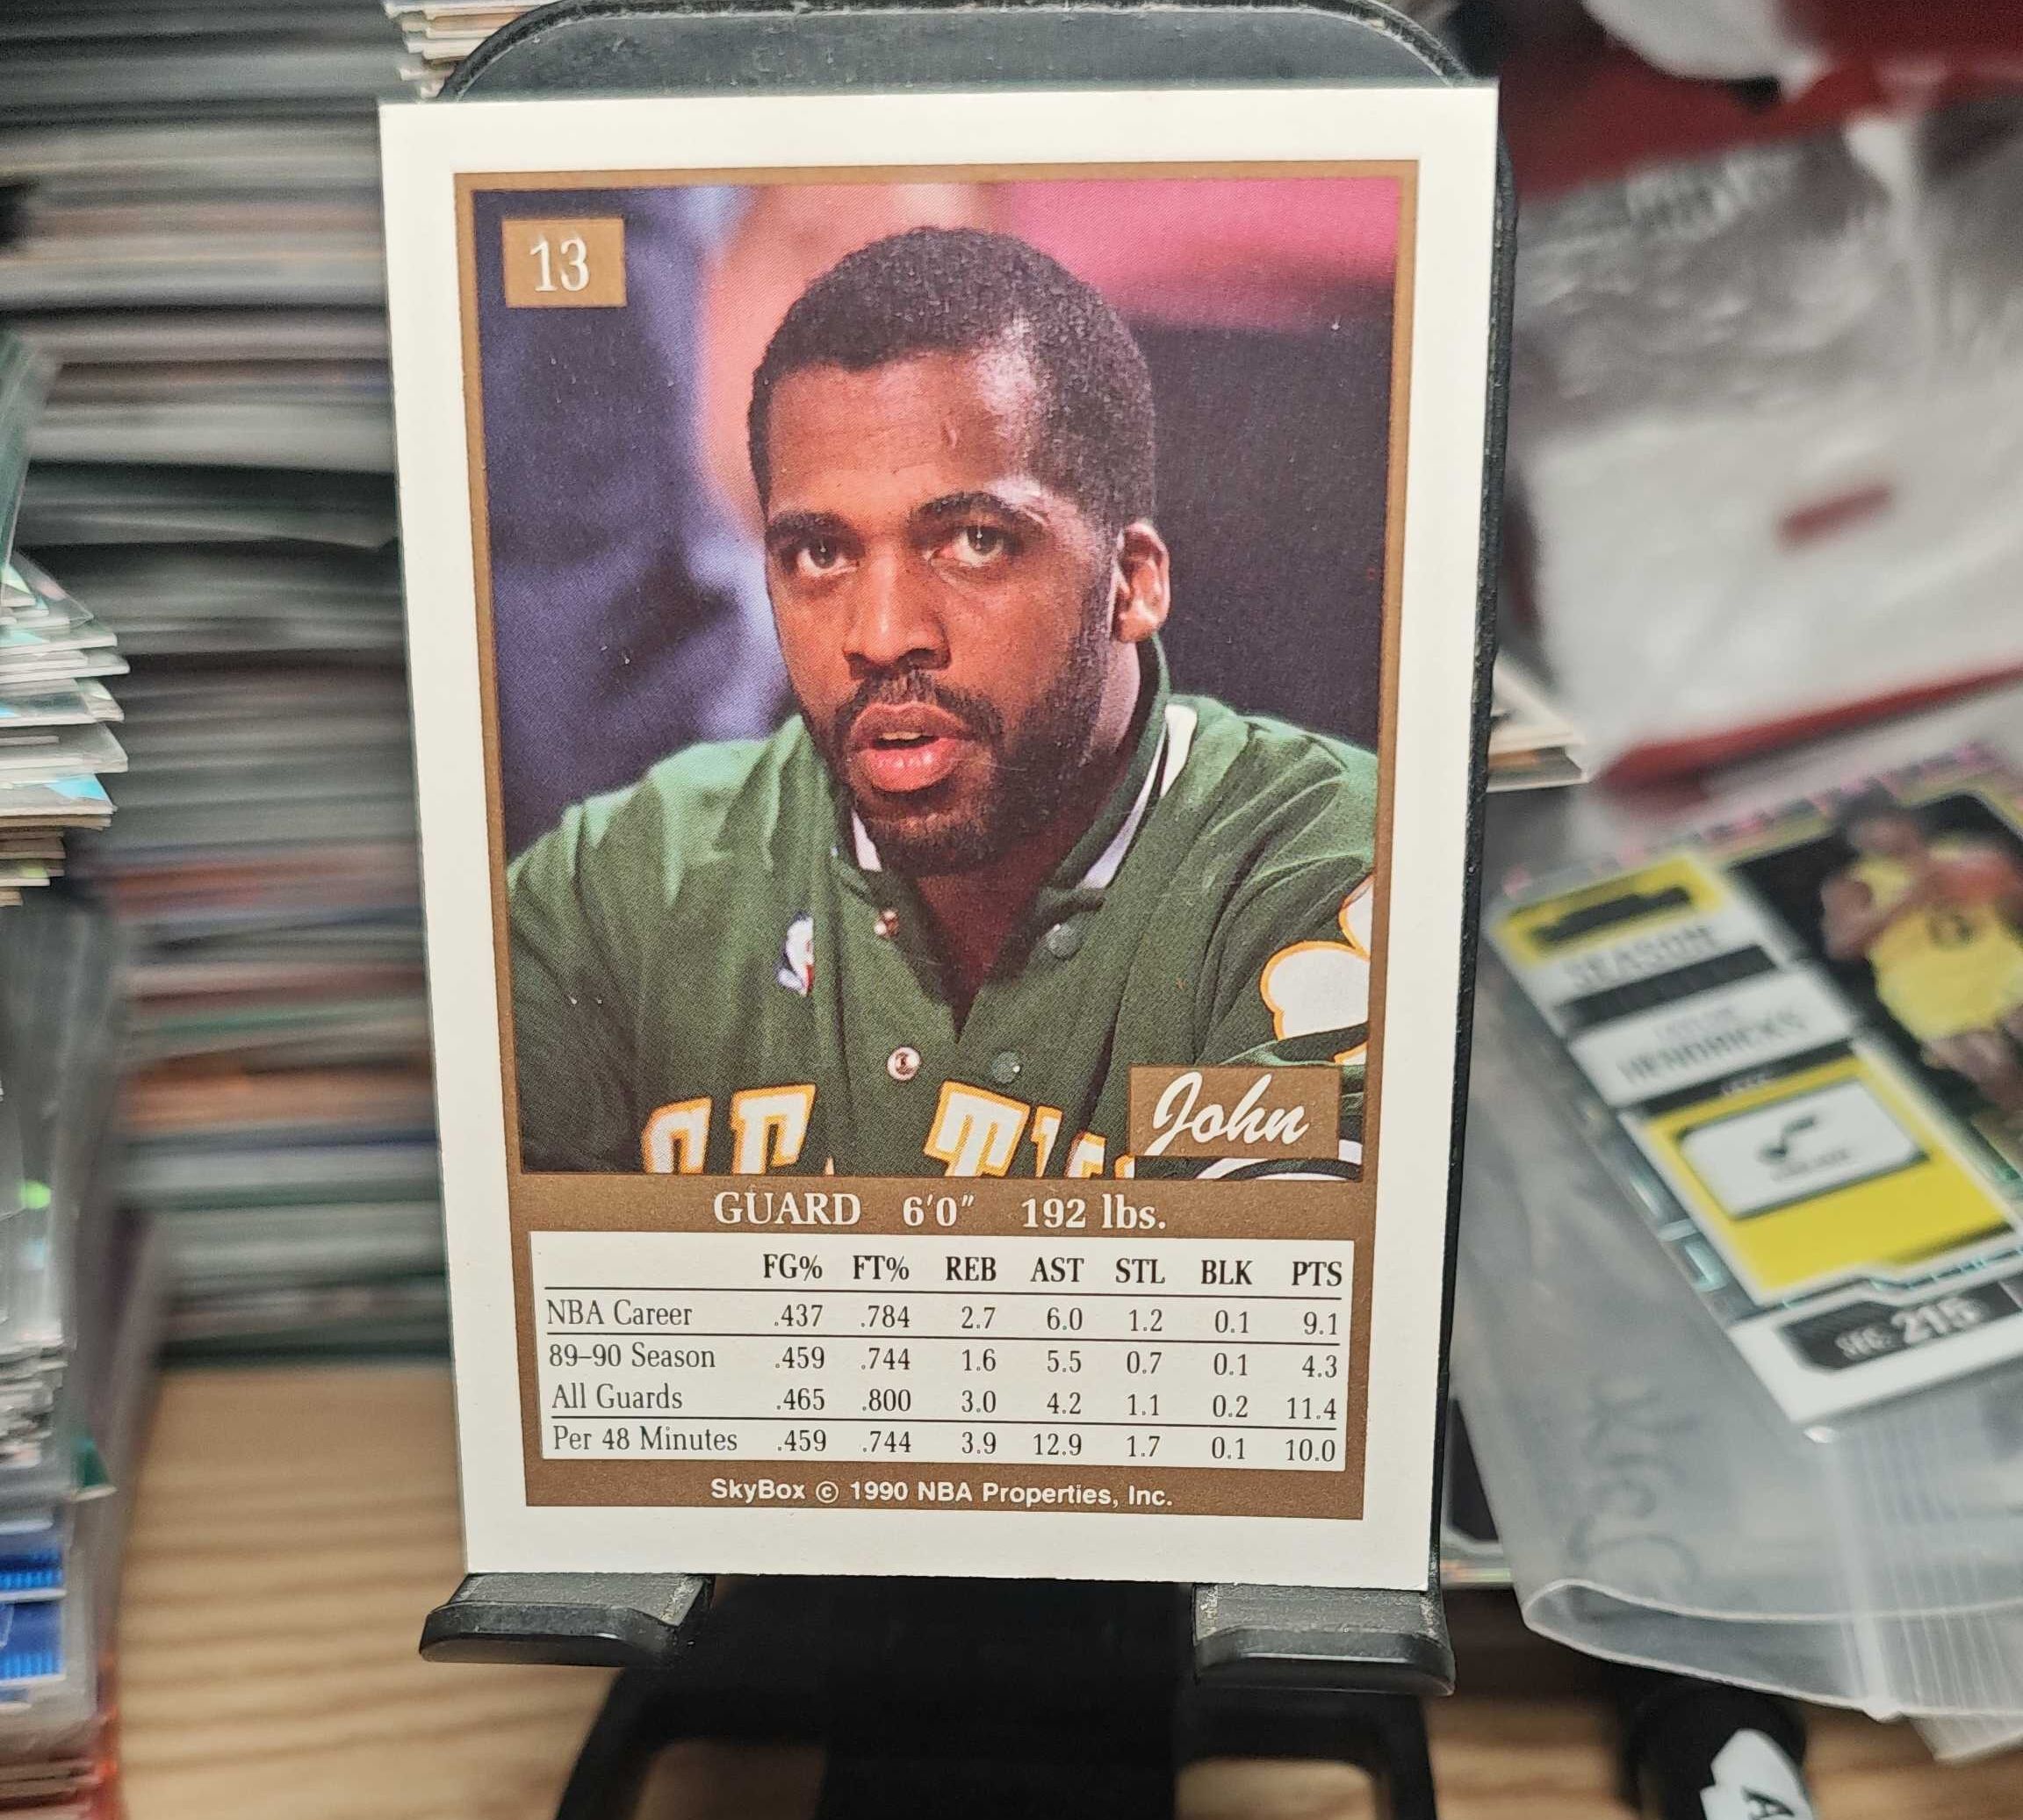 13
John
GUARD 6'0" 192 lbs.
FG% FT% REB AST STL BLK PTS
NBA Career .437 .784 2.7 6.0 1.2 0.1 9.1
89–90 Season .459 .744 1.6 5.5 0.7 0.1 4.3
All Guards .465 .800 3.0 4.2 1.1 0.2 11.4
Per 48 Minutes .459 .744 3.9 12.9 1.7 0.1 10.0
SkyBox © 1990 NBA Properties, Inc.
SEASON
HENDRICKS
SEC. 215